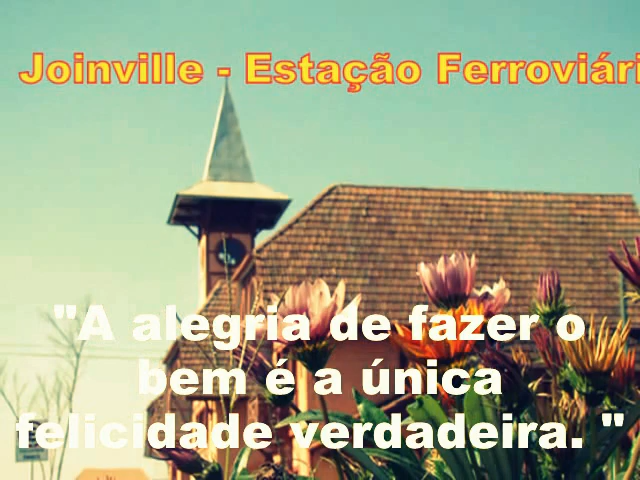 Joinville - Estação Ferroviári
"A alegria de fazer o
bem é a única
felicidade verdadeira. "